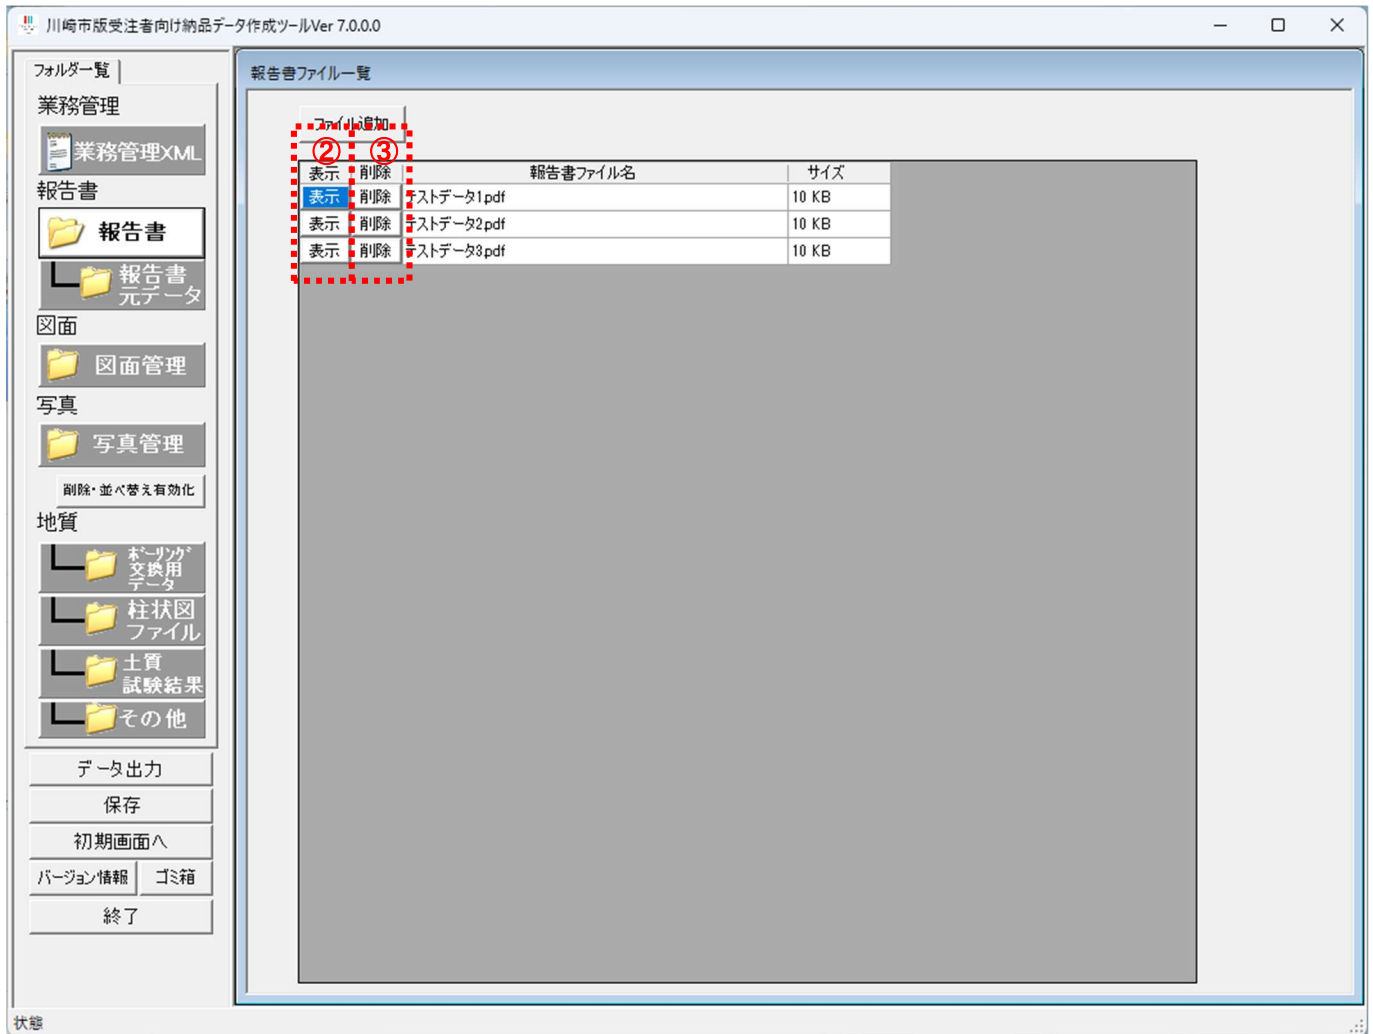 川崎市版受注者向け納品データ作成ツールVer 7.0.0.0
フォルダ一覧
業務管理
業務管理XML
報告書
報告書
報告書
元データ
図面
図面管理
写真
写真管理
削除・並べ替え有効化
地質
ボーリング
交換用
データ
柱状図
ファイル
土質
試験結果
その他
データ出力
保存
初期画面へ
バージョン情報 ゴミ箱
終了
状態
報告書ファイル一覧
ファイル追加
② ③
表示 削除 報告書ファイル名 サイズ
表示 削除 テストデータ1.pdf 10 KB
表示 削除 テストデータ2.pdf 10 KB
表示 削除 テストデータ3.pdf 10 KB